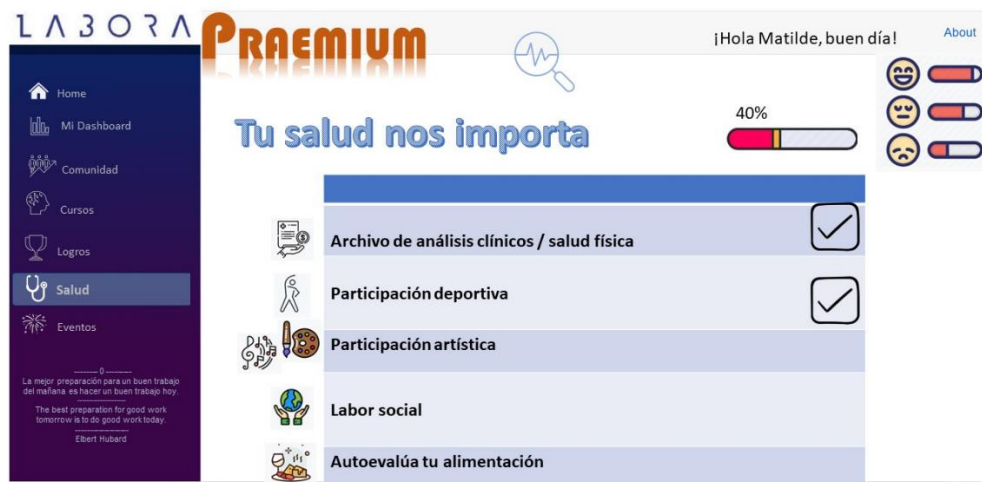 LABORA
PRAEMIUM
¡Hola Matilde, buen día!
About
Home
Mi Dashboard
Comunidad
Cursos
Logros
Salud
Eventos
-------- 0 --------
La mejor preparación para un buen trabajo
del mañana es hacer un buen trabajo hoy.
The best preparation for good work
tomorrow is to do good work today.
Elbert Hubard
Tu salud nos importa
40%
Archivo de análisis clínicos / salud física
Participación deportiva
Participación artística
Labor social
Autoevalúa tu alimentación